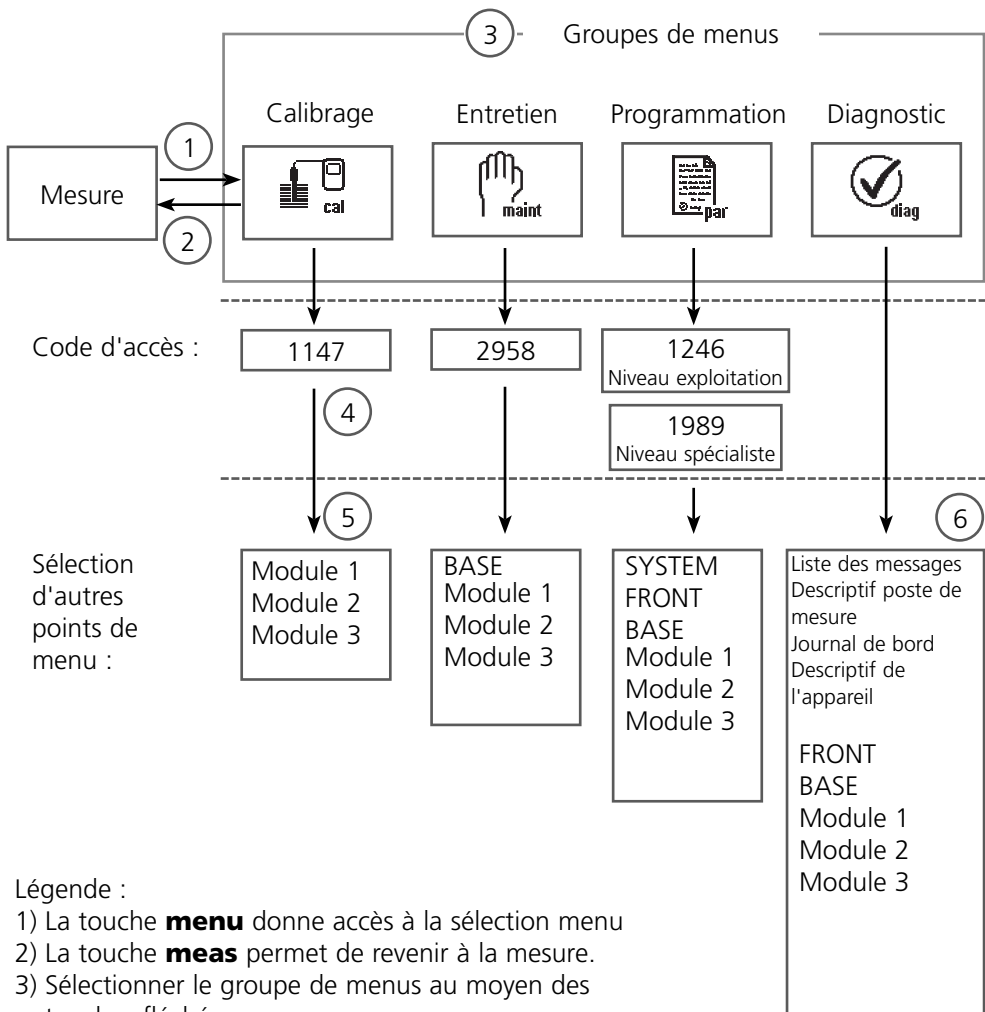 3
Groupes de menus
Calibrage
Entretien
Programmation
Diagnostic
Mesure
1
2
cal
maint
par
diag
Code d'accès :
1147
2958
1246
Niveau exploitation
1989
Niveau spécialiste
4
5
6
Sélection
d'autres
points de
menu :
Module 1
Module 2
Module 3
BASE
Module 1
Module 2
Module 3
SYSTEM
FRONT
BASE
Module 1
Module 2
Module 3
Liste des messages
Descriptif poste de
mesure
Journal de bord
Descriptif de
l'appareil
FRONT
BASE
Module 1
Module 2
Module 3
Légende :
1) La touche menu donne accès à la sélection menu
2) La touche meas permet de revenir à la mesure.
3) Sélectionner le groupe de menus au moyen des